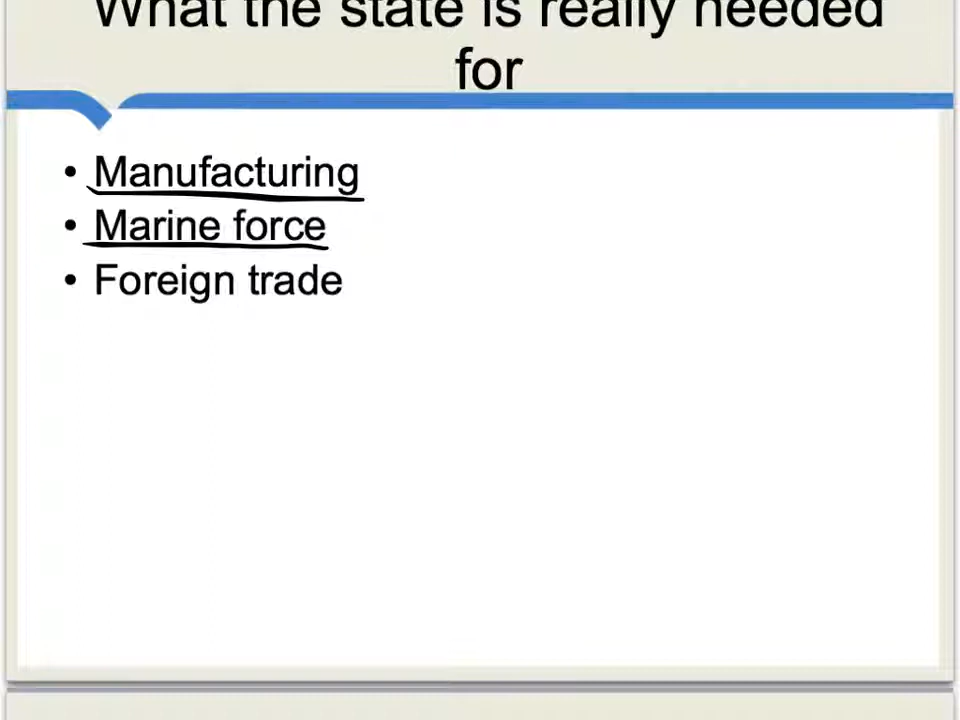 What the state is really needed
for
• Manufacturing
• Marine force
• Foreign trade